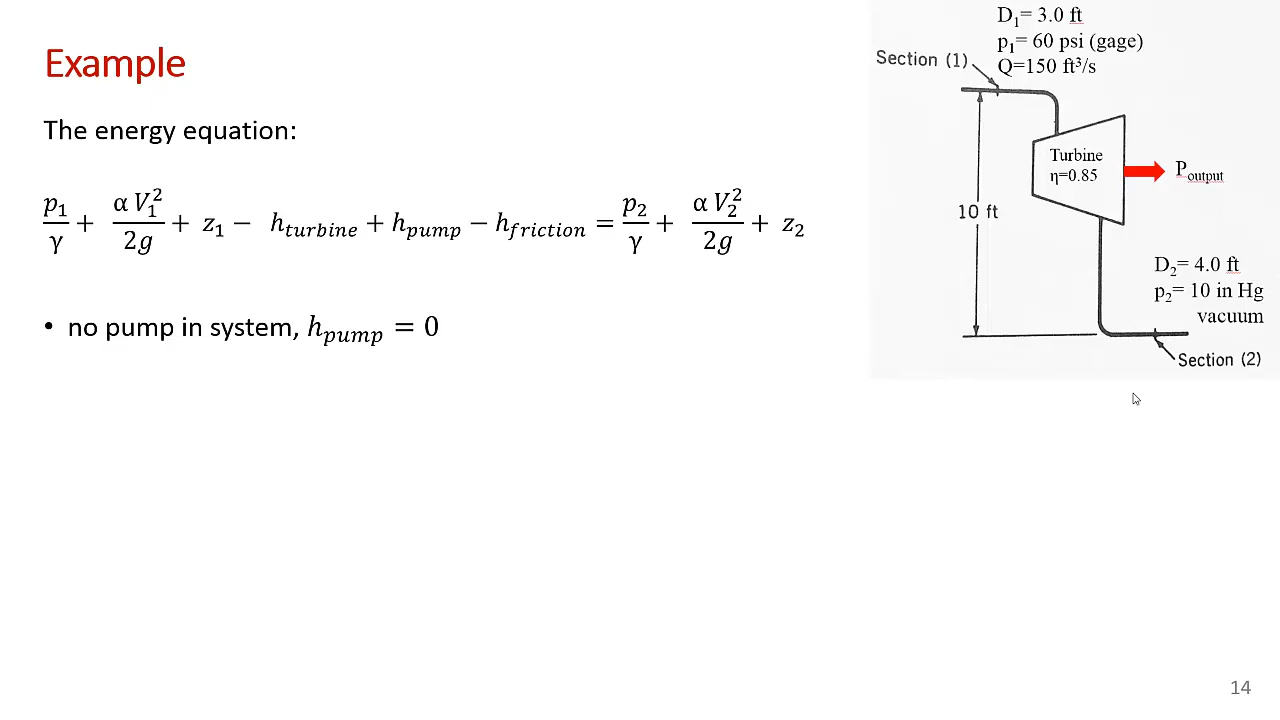 Example
The energy equation:
p₁/γ + α V₁²/2g + z₁ − h_turbine + h_pump − h_friction = p₂/γ + α V₂²/2g + z₂
• no pump in system, h_pump = 0
D₁= 3.0 ft
p₁= 60 psi (gage)
Q=150 ft³/s
Section (1)
Turbine
η=0.85
P_output
10 ft
D₂= 4.0 ft
p₂= 10 in Hg
vacuum
Section (2)
14